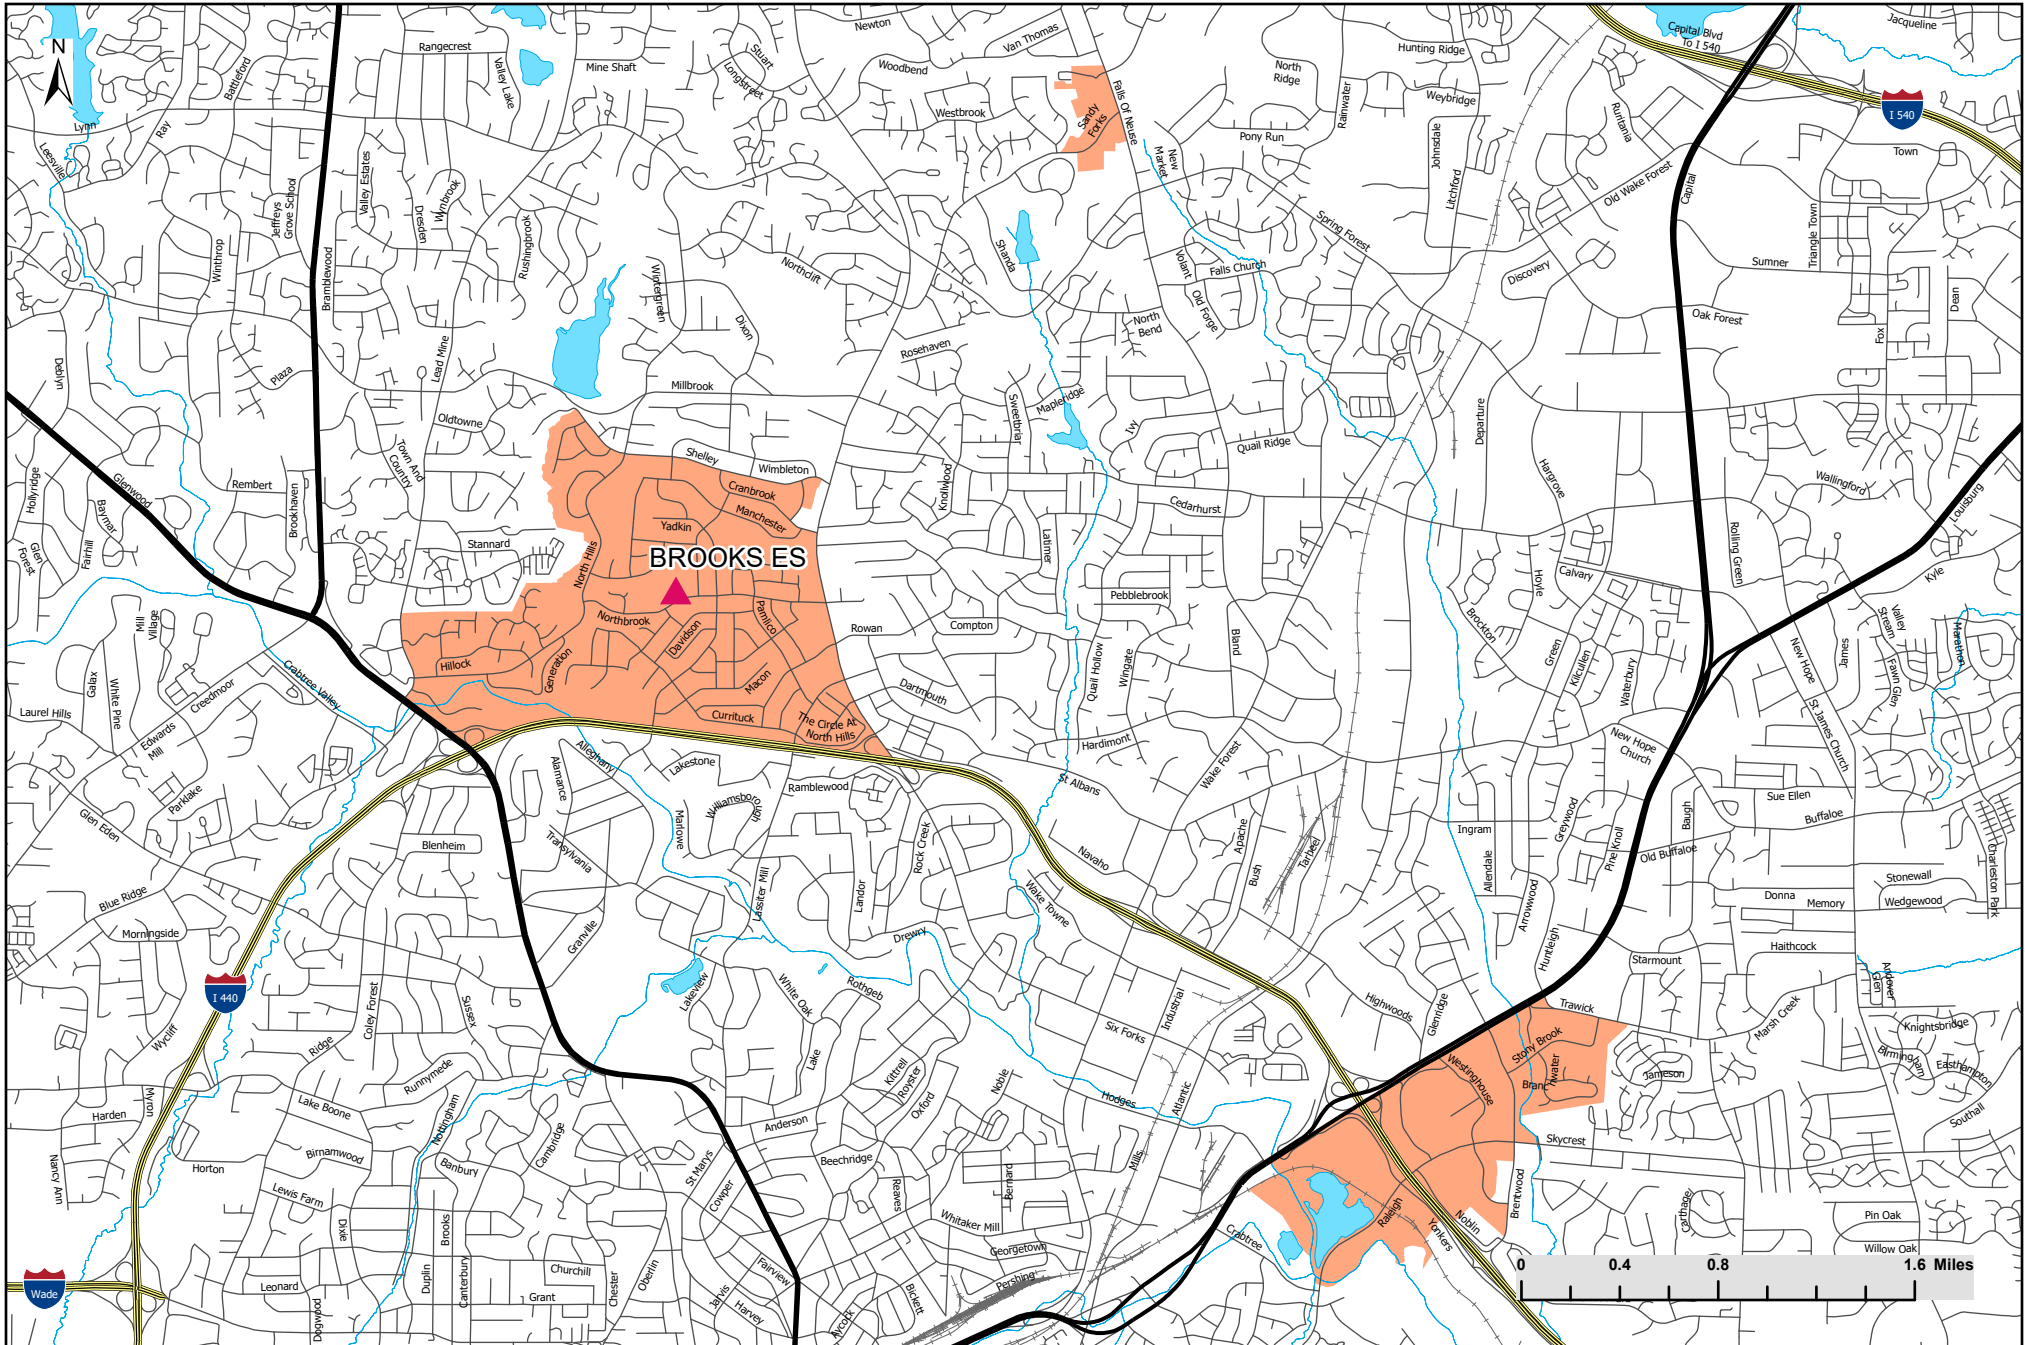 N
Newton
Van Thomas
Stuart
Longstreet
Rangecrest
Mine Shaft
Valley Lake
Woodbend
Westbrook
Battleford
Lynn
Ray
Leesville
Sandy
Forks
Falls Of Neuse
North
Ridge
Hunting Ridge
Rainwater
Weybridge
Pony Run
Johnsdale
Litchford
New
Market
Ruritania
Capital Blvd
To I 540
Jacqueline
I 540
Town
Old Wake Forest
Capital
Triangle Town
Sumner
Discovery
Oak Forest
Dean
Fox
Spring Forest
Volant
Falls Church
Old Forge
North
Bend
Shanda
Northclift
Jeffreys
Grove School
Valley Estates
Dresden
Wynbrook
Rushingbrook
Winthrop
Bramblewood
Wintergreen
Dixon
Rosehaven
Deblyn
Plaza
Lead Mine
Millbrook
Oldtowne
Town And
Country
Sweetbriar
Mapleridge
Ivy
Quail Ridge
Departure
Hargrove
Shelley
Wimbleton
Cranbrook
Manchester
Yadkin
Knollwood
Cedarhurst
Latimer
Wallingford
Louisburg
Rolling Green
Kyle
Hollyridge
Glenwood
Baymar
Rembert
Brookhaven
Glen
Forest
Fairhill
Stannard
North Hills
BROOKS ES
Northbrook
Davidson
Pamlico
Rowan
Compton
Pebblebrook
Bland
Brockton
Hoyle
Calvary
Green
Kilcullen
Waterbury
Valley
Stream
Marathon
James
New Hope
Fawn Glen
St James Church
Mill
Village
Hillock
Generation
Macon
Currituck
The Circle At
North Hills
Dartmouth
Quail Hollow
Wingate
Hardimont
Galax
White Pine
Creedmoor
Crabtree Valley
Laurel Hills
Edwards
Mill
Parklake
Glen Eden
Alleghany
Lakestone
Alamance
Ramblewood
Williamsborough
Marlowe
Transylvania
Blenheim
St Albans
Wake Forest
Navaho
Apache
Bush
Tarheel
New Hope
Church
Sue Ellen
Buffaloe
Baugh
Greywood
Ingram
Allendale
Pine Knoll
Old Buffaloe
Charleston Park
Stonewall
Wedgewood
Donna
Memory
Haithcock
Rock Creek
Landor
Lassiter Mill
Wake Towne
Drewry
Arrowwood
Huntleigh
Starmount
Blue Ridge
Morningside
Granville
I 440
Lakeview
White Oak
Rothgeb
Industrial
Six Forks
Highwoods
Glenridge
Trawick
Marsh Creek
Andover
Glen
Knightsbridge
Birmingham
Easthampton
Southall
Wycliff
Coley Forest
Sussex
Ridge
Runnymede
Lake
Kittrell
Royster
Oxford
Noble
Hodges
Atlantic
Westinghouse
Stony Brook
Branchwater
Jameson
Skycrest
Harden
Myron
Lake Boone
Nottingham
Cambridge
Anderson
Beechridge
Mills
Brentwood
Carthage
Pin Oak
Willow Oak
Nancy Ann
Horton
Birnamwood
Banbury
St Marys
Cowper
Reaves
Bernard
Lewis Farm
Dixie
Brooks
Whitaker Mill
Georgetown
Crabtree
Raleigh
Yonkers
Noblin
Wade
Leonard
Dogwood
Duplin
Canterbury
Churchill
Grant
Chester
Oberlin
Jarvis
Fairview
Harvey
Aycock
Bickett
Pershing
0 0.4 0.8 1.6 Miles